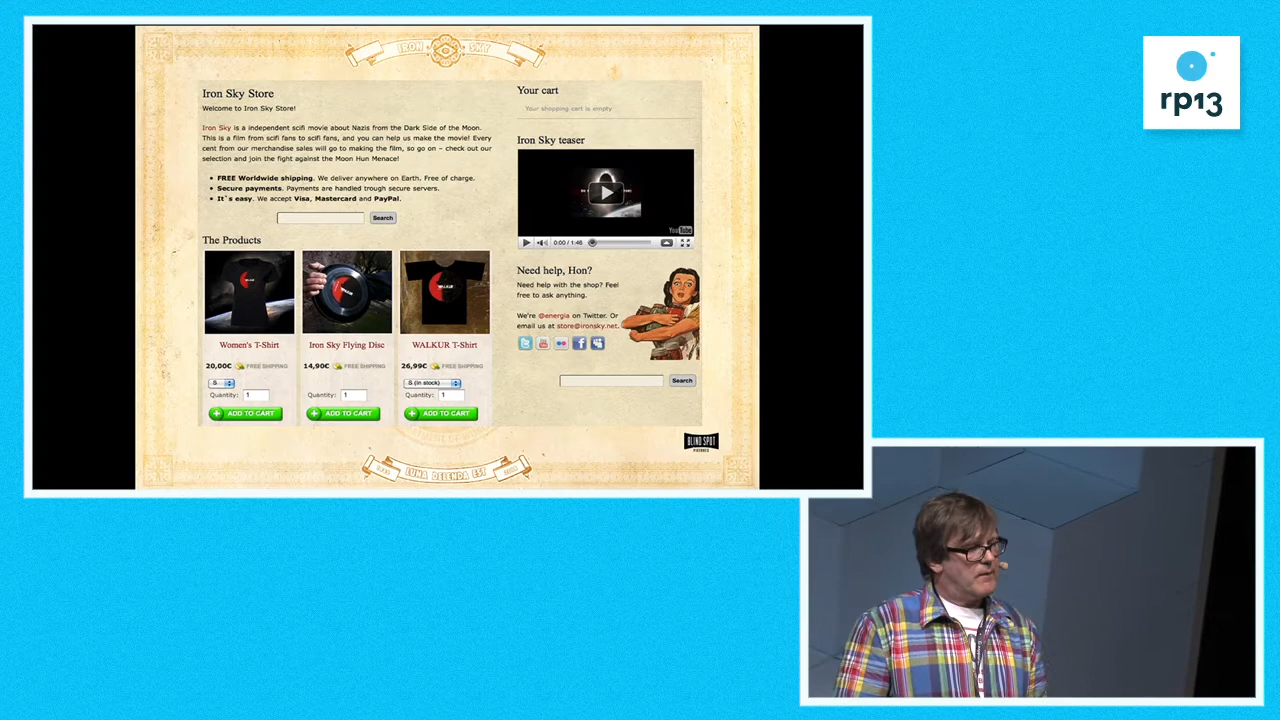 IRON SKY
Iron Sky Store
Welcome to Iron Sky Store!
Iron Sky is a independent scifi movie about Nazis from the Dark Side of the Moon.
This is a film from scifi fans to scifi fans, and you can help us make the movie! Every
cent from our merchandise sales will go to making the film, so go on – check out our
selection and join the fight against the Moon Hun Menace!
• FREE Worldwide shipping. We deliver anywhere on Earth. Free of charge.
• Secure payments. Payments are handled trough secure servers.
• It`s easy. We accept Visa, Mastercard and PayPal.
Search
The Products
WALKUR
WALKUR
Women's T-Shirt
Iron Sky Flying Disc
WALKUR T-Shirt
20,00€ FREE SHIPPING
14,90€ FREE SHIPPING
26,99€ FREE SHIPPING
S
S (in stock)
Quantity: 1
Quantity: 1
Quantity: 1
ADD TO CART
ADD TO CART
ADD TO CART
Your cart
Your shopping cart is empty
Iron Sky teaser
YouTube
0:00 / 1:46
Need help, Hon?
Need help with the shop? Feel
free to ask anything.
We're @energia on Twitter. Or
email us at store@ironsky.net.
Search
BLIND SPOT
PICTURES
LUNA DELENDA EST
rp13